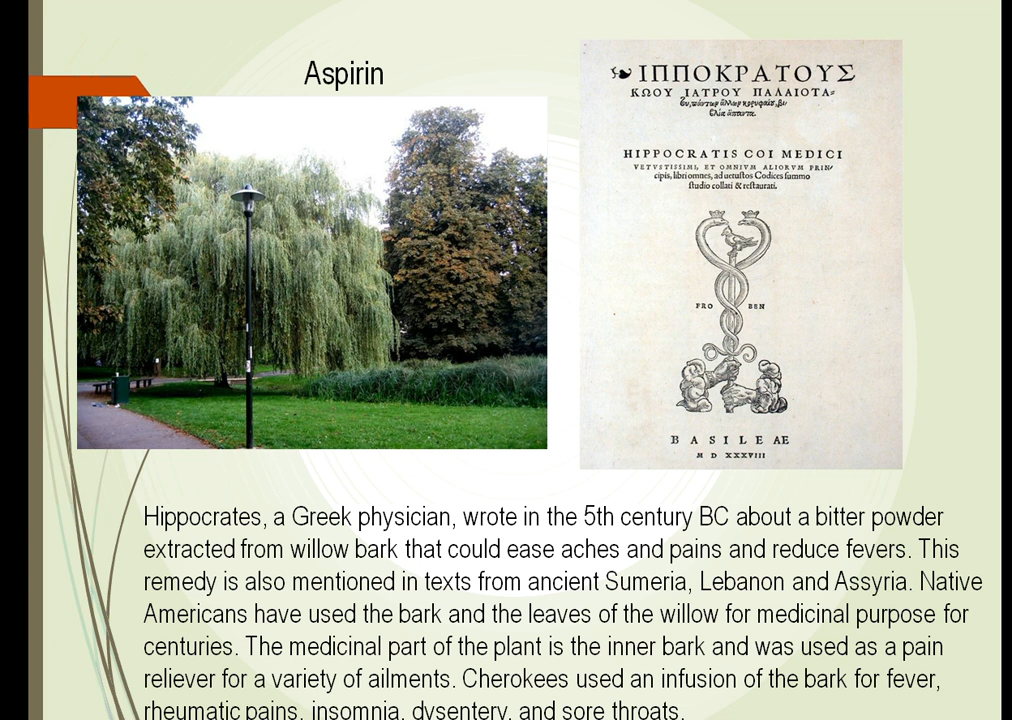 Aspirin
ΙΠΠΟΚΡΑΤΟΥΣ
ΚΩΟΥ ΙΑΤΡΟΥ ΠΑΛΑΙΟΤΑ-
HIPPOCRATIS COI MEDICI
VETVSTISSIMI, ET OMNIVM ALIORVM PRIN-
cipis, libri omnes, ad uetustos Codices summo
studio collati & restaurati.
FRO BEN
BASILEAE
M D XXXVIII
Hippocrates, a Greek physician, wrote in the 5th century BC about a bitter powder
extracted from willow bark that could ease aches and pains and reduce fevers. This
remedy is also mentioned in texts from ancient Sumeria, Lebanon and Assyria. Native
Americans have used the bark and the leaves of the willow for medicinal purpose for
centuries. The medicinal part of the plant is the inner bark and was used as a pain
reliever for a variety of ailments. Cherokees used an infusion of the bark for fever,
rheumatic pains, insomnia, dysentery, and sore throats.